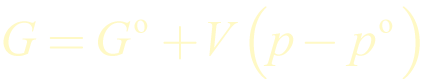 G = G° + V(p − p°)